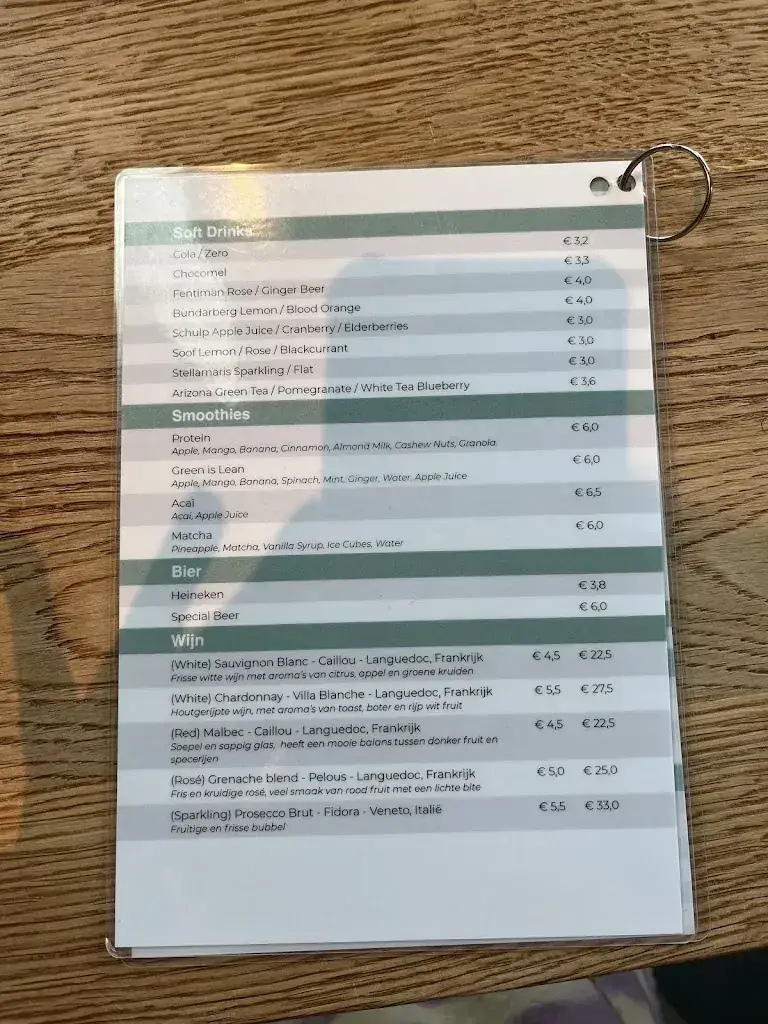 Soft Drinks
Cola / Zero € 3,2
Chocomel € 3,3
Fentiman Rose / Ginger Beer € 4,0
Bundarberg Lemon / Blood Orange € 4,0
Schulp Apple Juice / Cranberry / Elderberries € 3,0
Soof Lemon / Rose / Blackcurrant € 3,0
Stellamaris Sparkling / Flat € 3,0
Arizona Green Tea / Pomegranate / White Tea Blueberry € 3,6
Smoothies
Protein € 6,0
Apple, Mango, Banana, Cinnamon, Almond Milk, Cashew Nuts, Granola
Green is Lean € 6,0
Apple, Mango, Banana, Spinach, Mint, Ginger, Water, Apple Juice
Acaï € 6,5
Acai, Apple Juice
Matcha € 6,0
Pineapple, Matcha, Vanilla Syrup, Ice Cubes, Water
Bier
Heineken € 3,8
Special Beer € 6,0
Wijn
(White) Sauvignon Blanc - Caillou - Languedoc, Frankrijk € 4,5 € 22,5
Frisse witte wijn met aroma's van citrus, appel en groene kruiden
(White) Chardonnay - Villa Blanche - Languedoc, Frankrijk € 5,5 € 27,5
Houtgerijpte wijn, met aroma's van toast, boter en rijp wit fruit
(Red) Malbec - Caillou - Languedoc, Frankrijk € 4,5 € 22,5
Soepel en sappig glas, heeft een mooie balans tussen donker fruit en
specerijen
(Rosé) Grenache blend - Pelous - Languedoc, Frankrijk € 5,0 € 25,0
Fris en kruidige rosé, veel smaak van rood fruit met een lichte bite
(Sparkling) Prosecco Brut - Fidora - Veneto, Italië € 5,5 € 33,0
Fruitige en frisse bubbel